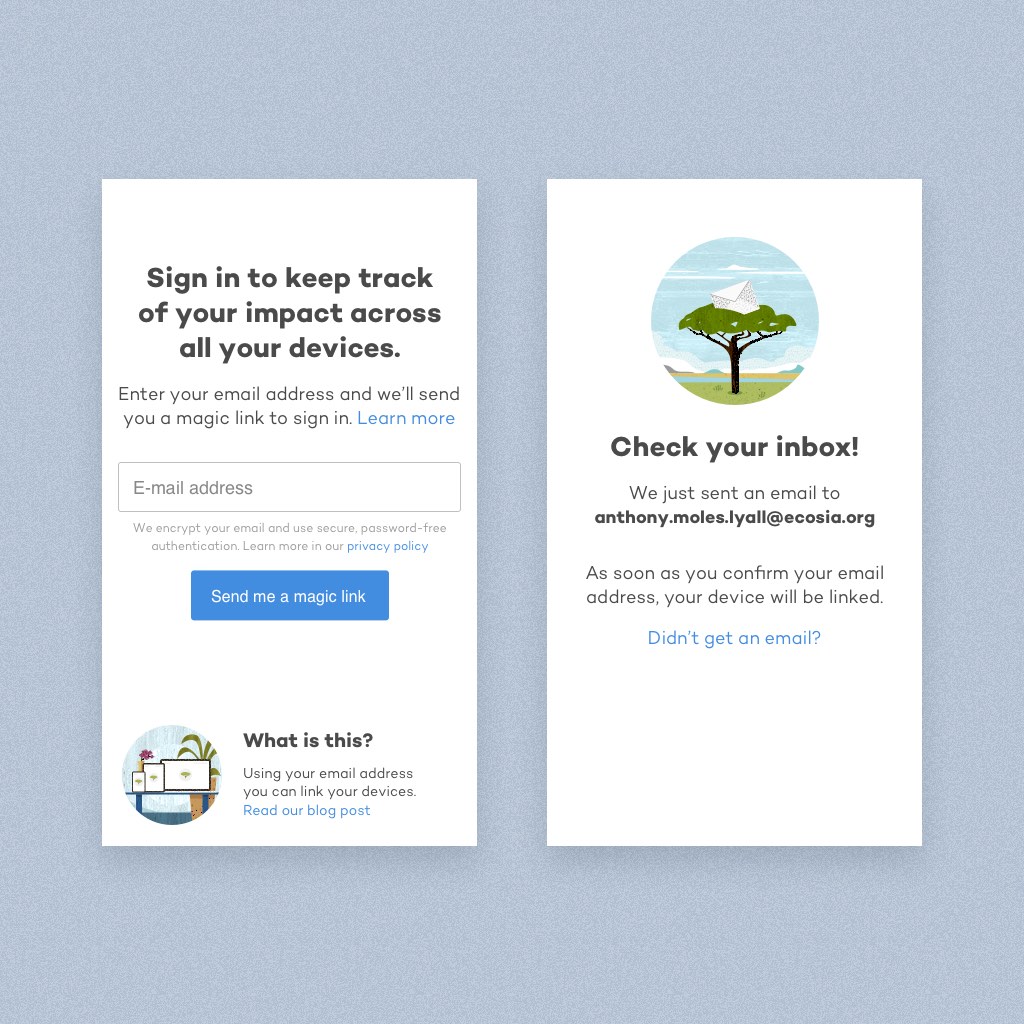 Sign in to keep track
of your impact across
all your devices.
Enter your email address and we’ll send
you a magic link to sign in. Learn more
E-mail address
We encrypt your email and use secure, password-free
authentication. Learn more in our privacy policy
Send me a magic link
What is this?
Using your email address
you can link your devices.
Read our blog post
Check your inbox!
We just sent an email to
anthony.moles.lyall@ecosia.org
As soon as you confirm your email
address, your device will be linked.
Didn’t get an email?